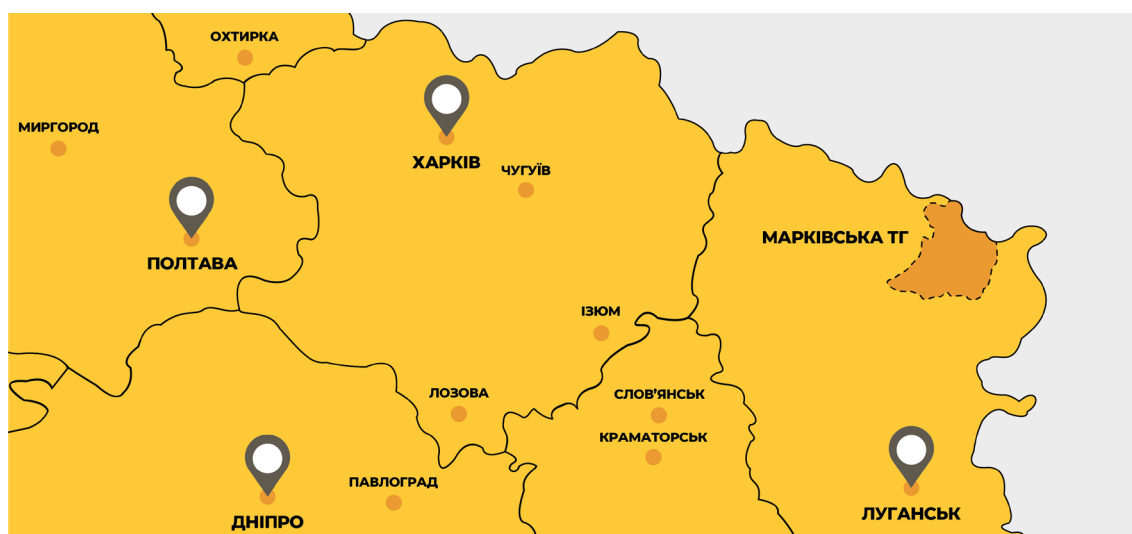 ОХТИРКА
МИРГОРОД
ХАРКІВ
ЧУГУЇВ
МАРКІВСЬКА ТГ
ПОЛТАВА
ІЗЮМ
ЛОЗОВА
СЛОВ'ЯНСЬК
КРАМАТОРСЬК
ПАВЛОГРАД
ДНІПРО
ЛУГАНСЬК